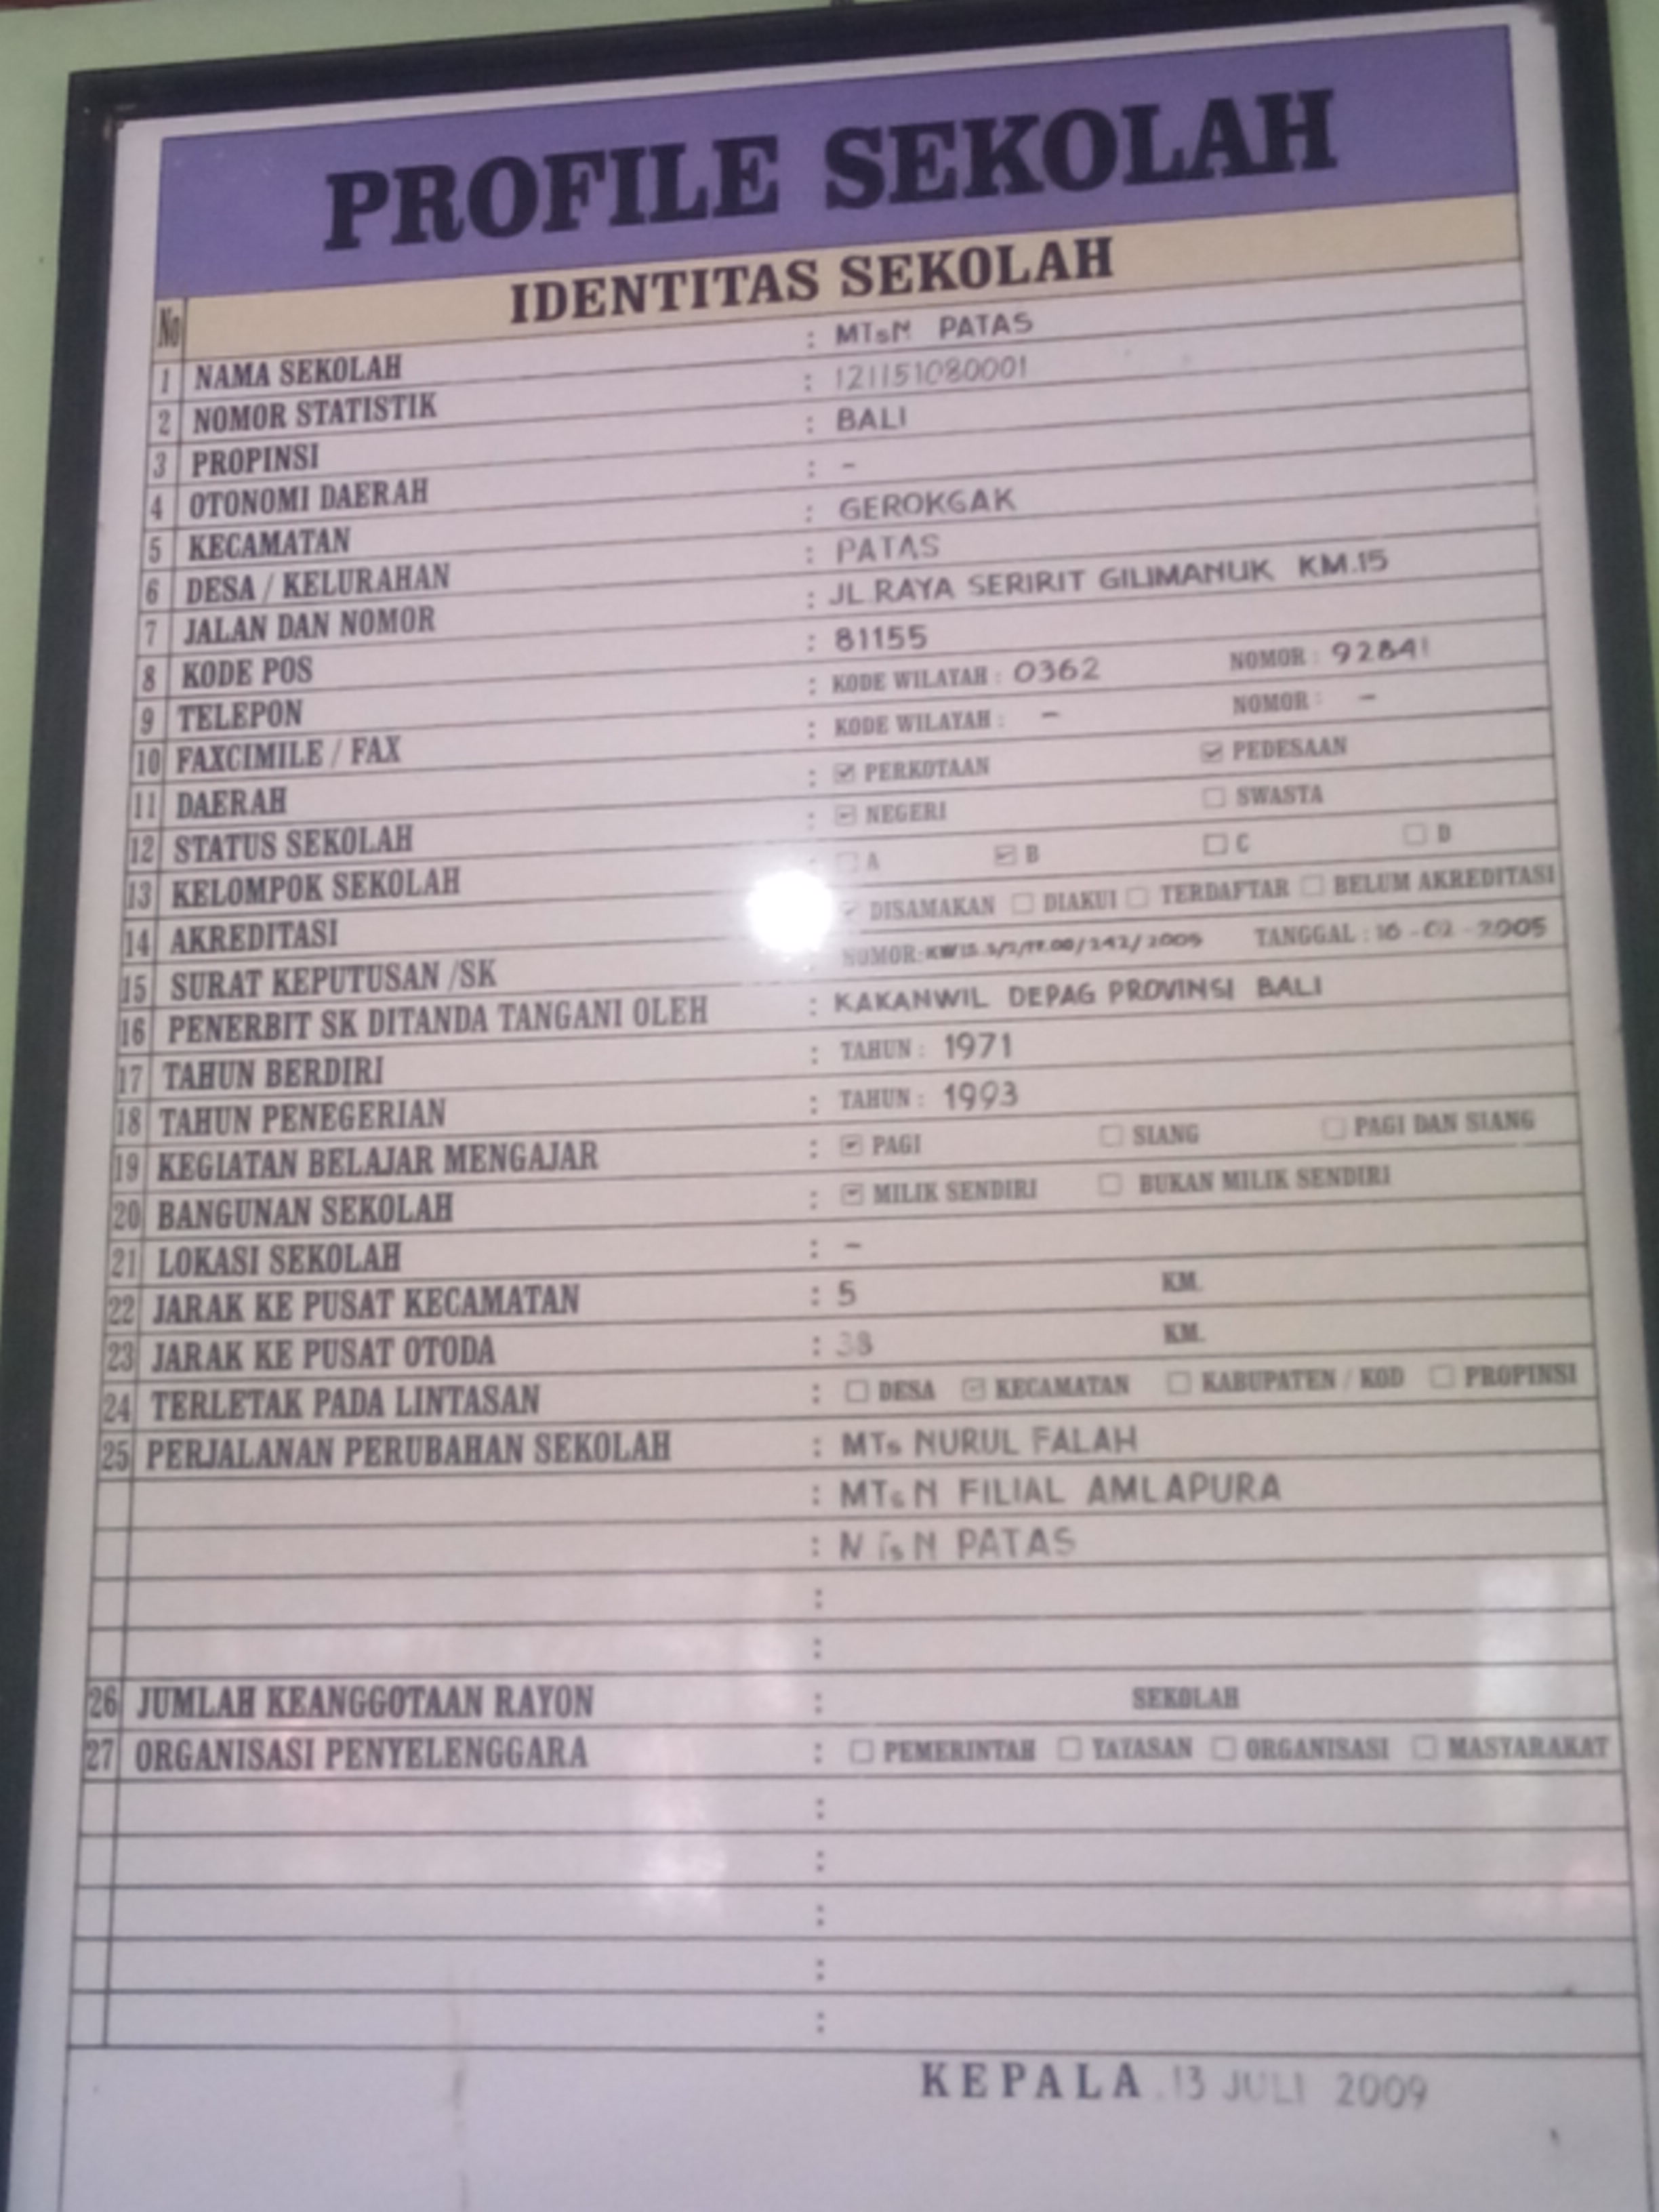 PROFILE SEKOLAH
No IDENTITAS SEKOLAH
1 NAMA SEKOLAH : MTsN PATAS
2 NOMOR STATISTIK : 121151080001
3 PROPINSI : BALI
4 OTONOMI DAERAH : -
5 KECAMATAN : GEROKGAK
6 DESA / KELURAHAN : PATAS
7 JALAN DAN NOMOR : JL.RAYA SERIRIT GILIMANUK KM.15
8 KODE POS : 81155
9 TELEPON : KODE WILAYAH : 0362 NOMOR : 92841
10 FAXCIMILE / FAX : KODE WILAYAH : - NOMOR : -
11 DAERAH : PERKOTAAN PEDESAAN
12 STATUS SEKOLAH : NEGERI SWASTA
13 KELOMPOK SEKOLAH : A B C D
14 AKREDITASI DISAMAKAN DIAKUI TERDAFTAR BELUM AKREDITASI
15 SURAT KEPUTUSAN /SK NOMOR: TANGGAL : 16-02-2005
16 PENERBIT SK DITANDA TANGANI OLEH : KAKANWIL DEPAG PROVINSI BALI
17 TAHUN BERDIRI : TAHUN : 1971
18 TAHUN PENEGERIAN : TAHUN : 1993
19 KEGIATAN BELAJAR MENGAJAR : PAGI SIANG PAGI DAN SIANG
20 BANGUNAN SEKOLAH : MILIK SENDIRI BUKAN MILIK SENDIRI
21 LOKASI SEKOLAH : -
22 JARAK KE PUSAT KECAMATAN : 5 KM.
23 JARAK KE PUSAT OTODA : 38 KM.
24 TERLETAK PADA LINTASAN : DESA KECAMATAN KABUPATEN / KOD PROPINSI
25 PERJALANAN PERUBAHAN SEKOLAH : MTs NURUL FALAH
: MTsN FILIAL AMLAPURA
: MTsN PATAS
:
:
26 JUMLAH KEANGGOTAAN RAYON : SEKOLAH
27 ORGANISASI PENYELENGGARA : PEMERINTAH YAYASAN ORGANISASI MASYARAKAT
:
:
:
:
:
KEPALA .13 JULI 2009